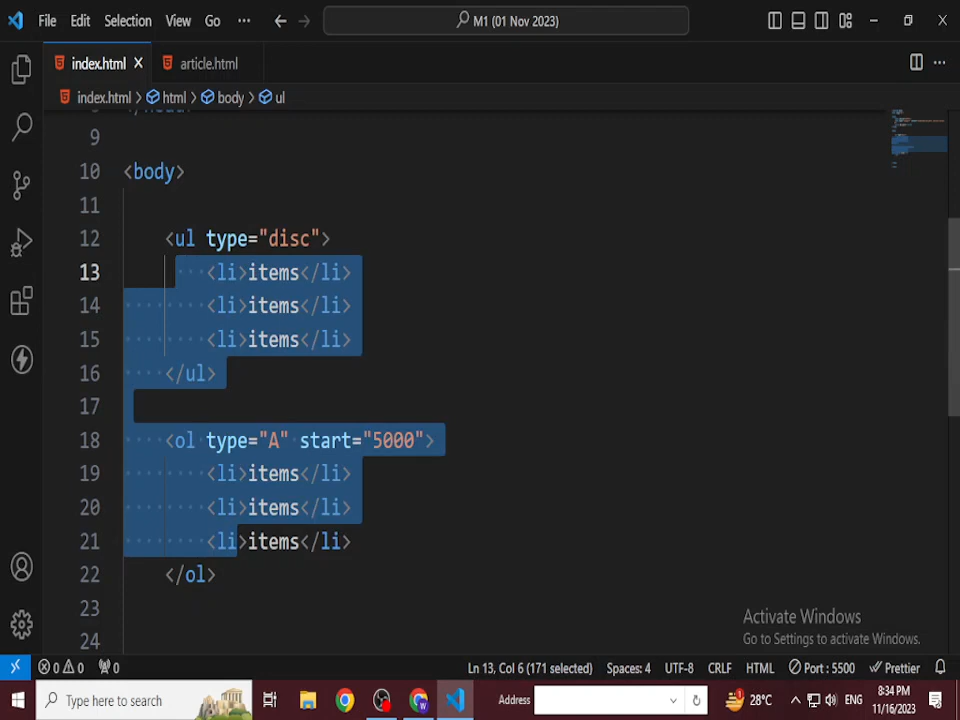 File Edit Selection View Go ··· M1 (01 Nov 2023)
index.html article.html
index.html > html > body > ul
9
10 <body>
11
12 <ul type="disc">
13 <li>items</li>
14 <li>items</li>
15 <li>items</li>
16 </ul>
17
18 <ol type="A" start="5000">
19 <li>items</li>
20 <li>items</li>
21 <li>items</li>
22 </ol>
23
24
Activate Windows
Go to Settings to activate Windows.
0 0 0 Ln 13, Col 6 (171 selected) Spaces: 4 UTF-8 CRLF HTML Port : 5500 Prettier
Type here to search Address 1 28°C ENG 8:34 PM
11/16/2023